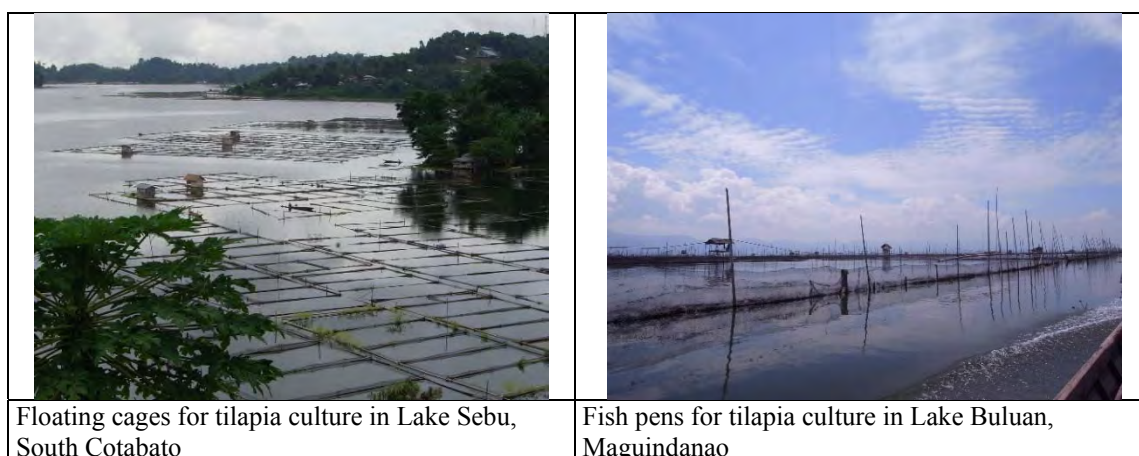 Floating cages for tilapia culture in Lake Sebu,
South Cotabato
Fish pens for tilapia culture in Lake Buluan,
Maguindanao